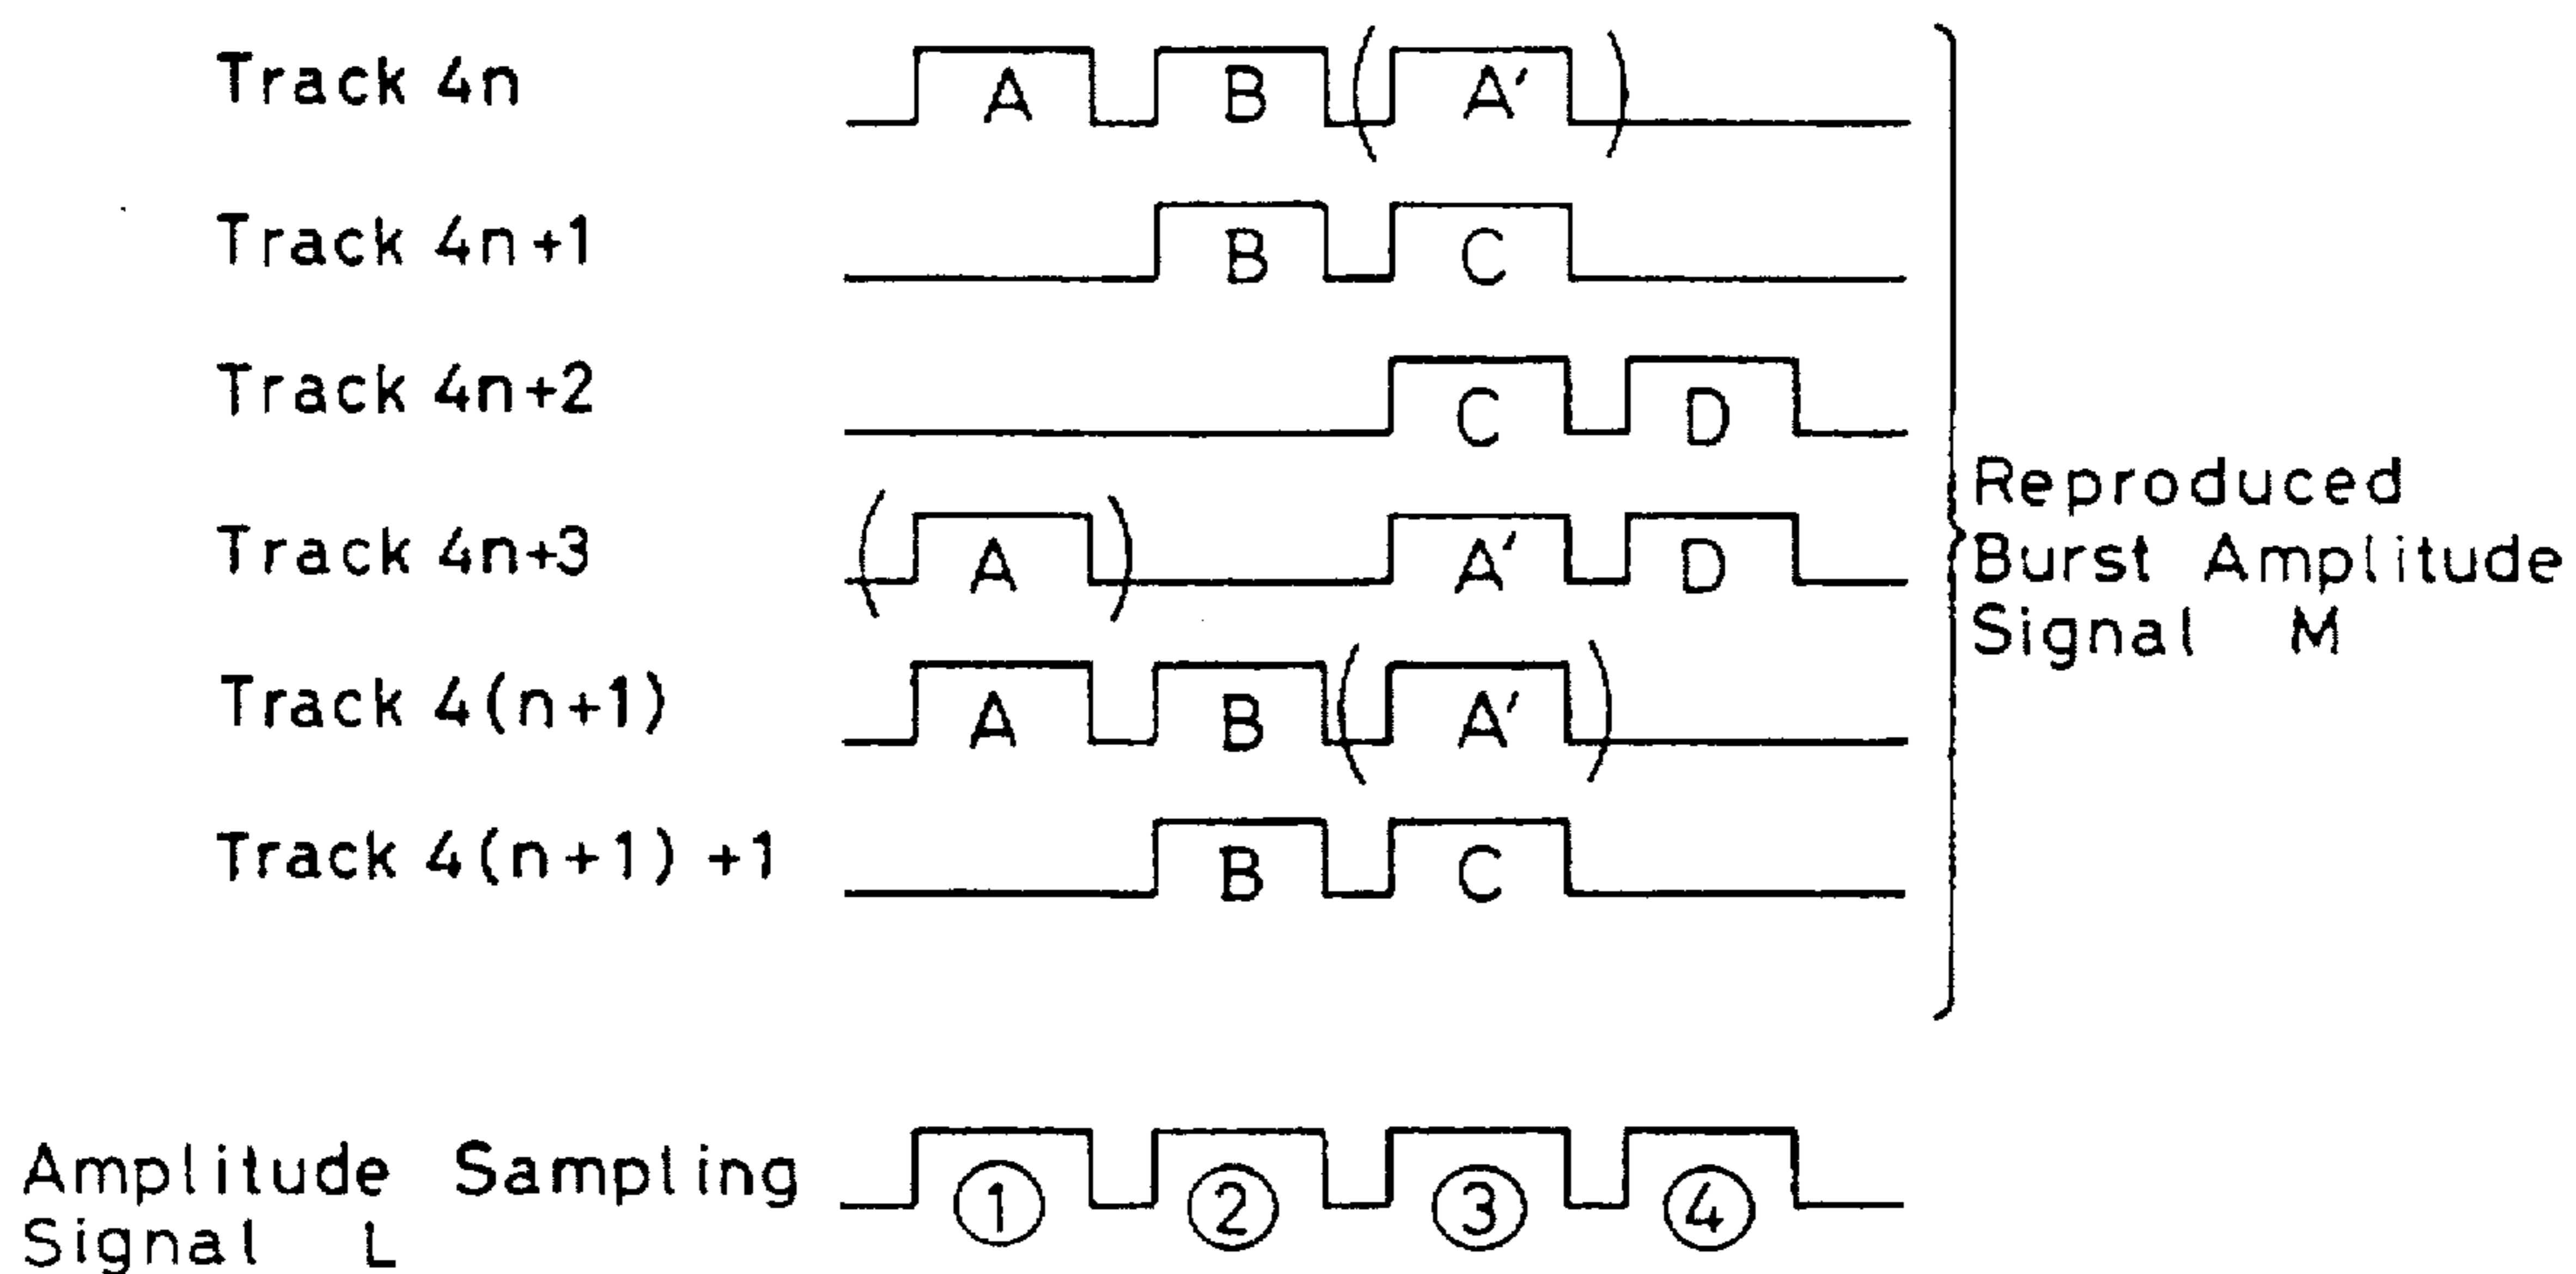 Track 4n
A B ( A′ )
Track 4n+1
B C
Track 4n+2
C D
Track 4n+3
( A ) A′ D
Track 4(n+1)
A B ( A′ )
Track 4(n+1) +1
B C
Reproduced
Burst Amplitude
Signal M
Amplitude Sampling
Signal L
① ② ③ ④